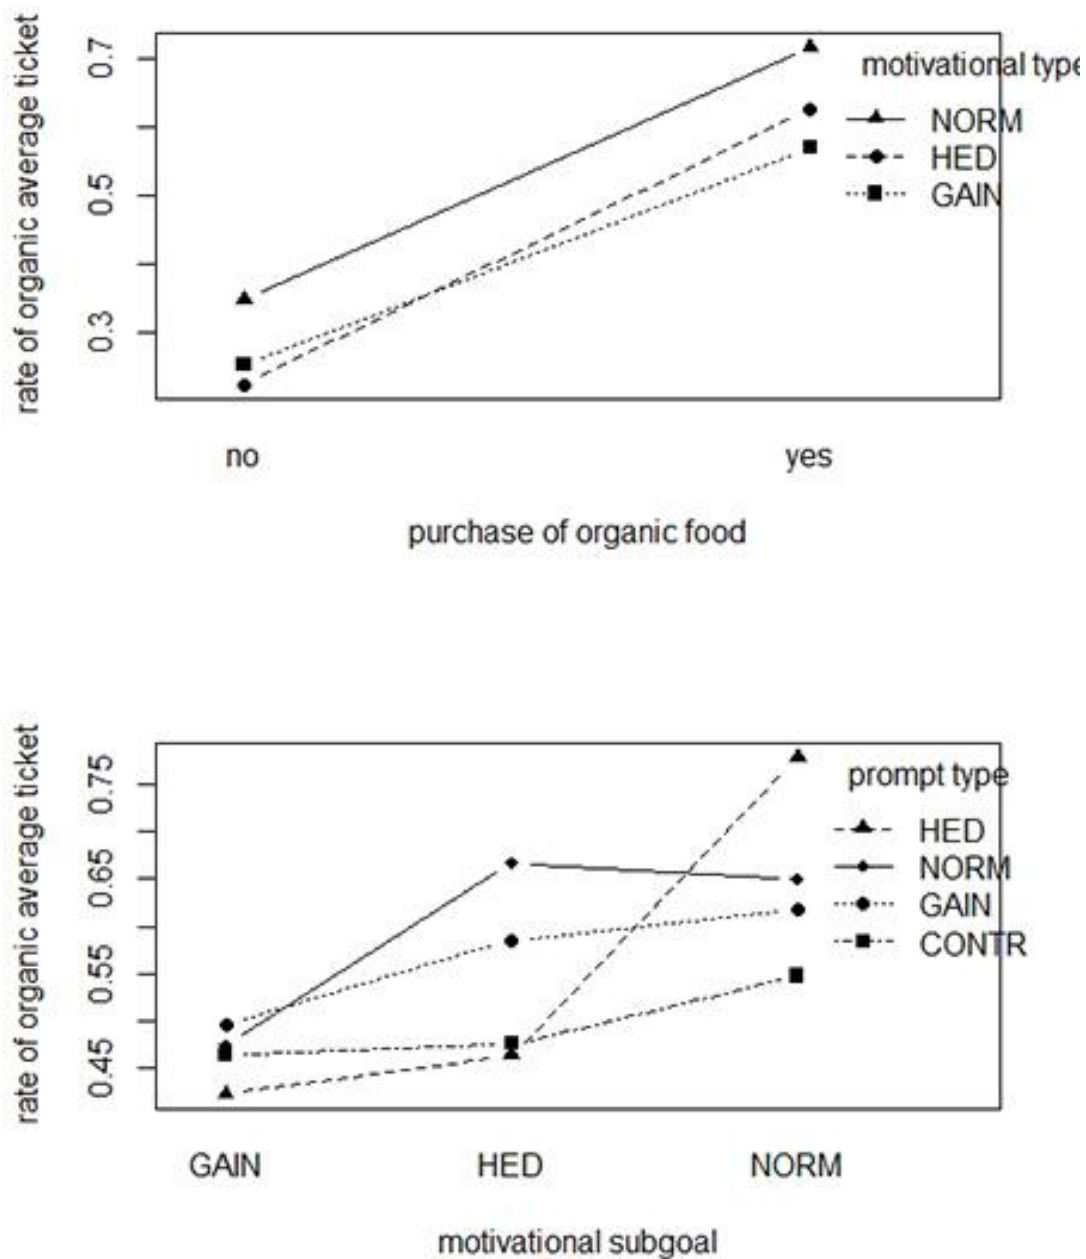 rate of organic average ticket
0.7
0.5
0.3
motivational type
NORM
HED
GAIN
no yes
purchase of organic food
rate of organic average ticket
0.75
0.65
0.55
0.45
prompt type
HED
NORM
GAIN
CONTR
GAIN HED NORM
motivational subgoal